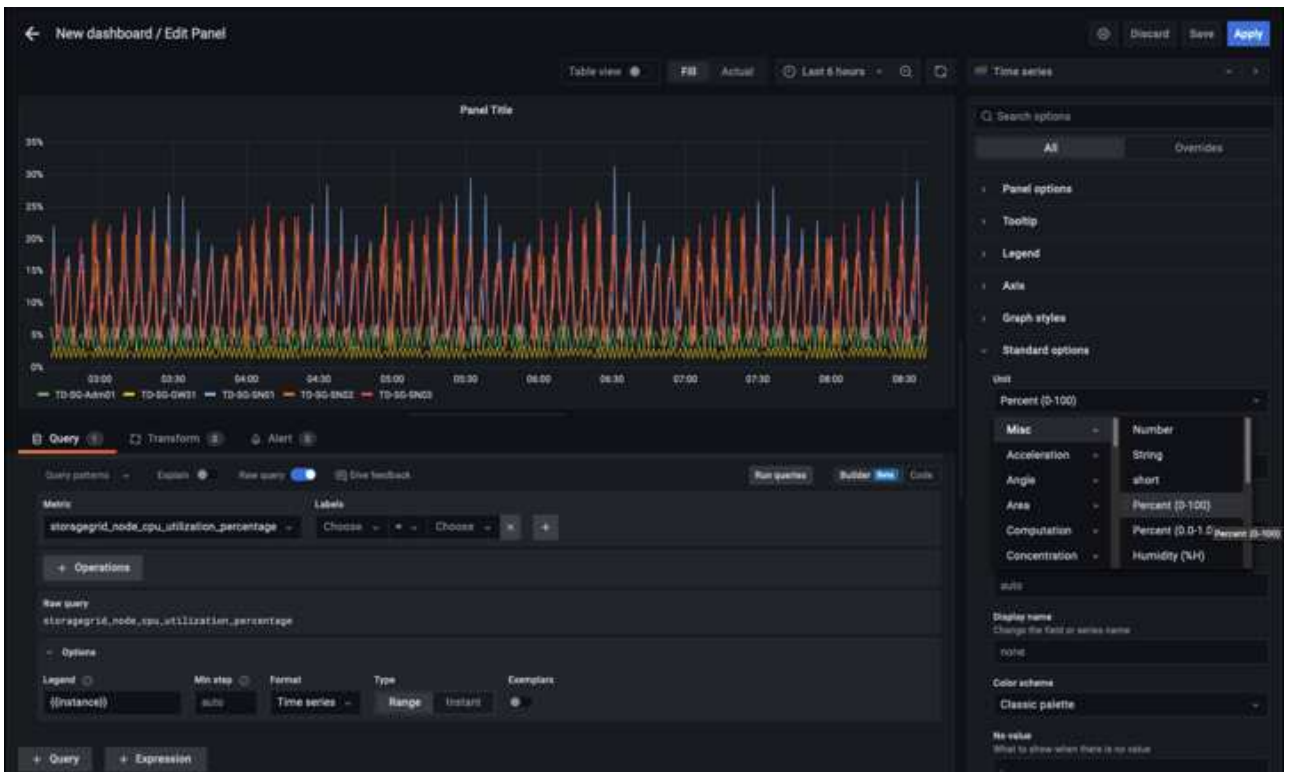 New dashboard / Edit Panel
Discard Save Apply
Table view Fill Actual Last 6 hours
Time series
Panel Title
Search options
All Overrides
35%
30%
25%
20%
15%
10%
5%
0%
03:00 03:30 04:00 04:30 05:00 05:30 06:00 06:30 07:00 07:30 08:00 08:30
TD-SG-Adm01 TD-SG-GW01 TD-SG-SN01 TD-SG-SN02 TD-SG-SN03
Panel options
Tooltip
Legend
Axis
Graph styles
Standard options
Unit
Percent (0-100)
Misc Number
Acceleration String
Angle short
Area Percent (0-100)
Computation Percent (0.0-1.0
Percent (0-100)
Concentration Humidity (%H)
auto
Display name
Change the field or series name
none
Color scheme
Classic palette
No value
What to show when there is no value
Query 1 Transform 0 Alert 0
Query patterns Explain Raw query Give feedback Run queries Builder Beta Code
Metric Labels
storagegrid_node_cpu_utilization_percentage Choose = Choose × +
+ Operations
Raw query
storagegrid_node_cpu_utilization_percentage
Options
Legend Min step Format Type Exemplars
{{instance}} auto Time series Range Instant
+ Query + Expression